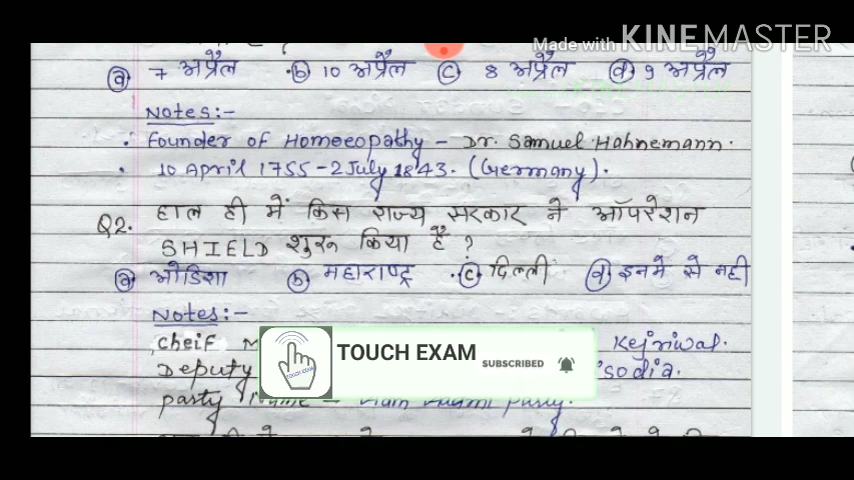 Made with KINEMASTER
(a) 7 अप्रैल .(b) 10 अप्रैल (c) 8 अप्रैल (d) 9 अप्रैल
Notes:-
Founder of Homoeopathy - Dr. Samuel Hahnemann.
10 April 1755 - 2 July 1843. (Germany).
Q2. हाल ही में किस राज्य सरकार ने ऑपरेशन
SHIELD शुरू किया है ?
(a) ओडिशा (b) महाराष्ट्र .(c) दिल्ली (d) इनमे से नही
Notes:-
Cheif Kejriwal.
TOUCH EXAM SUBSCRIBED
Deputy
party party.